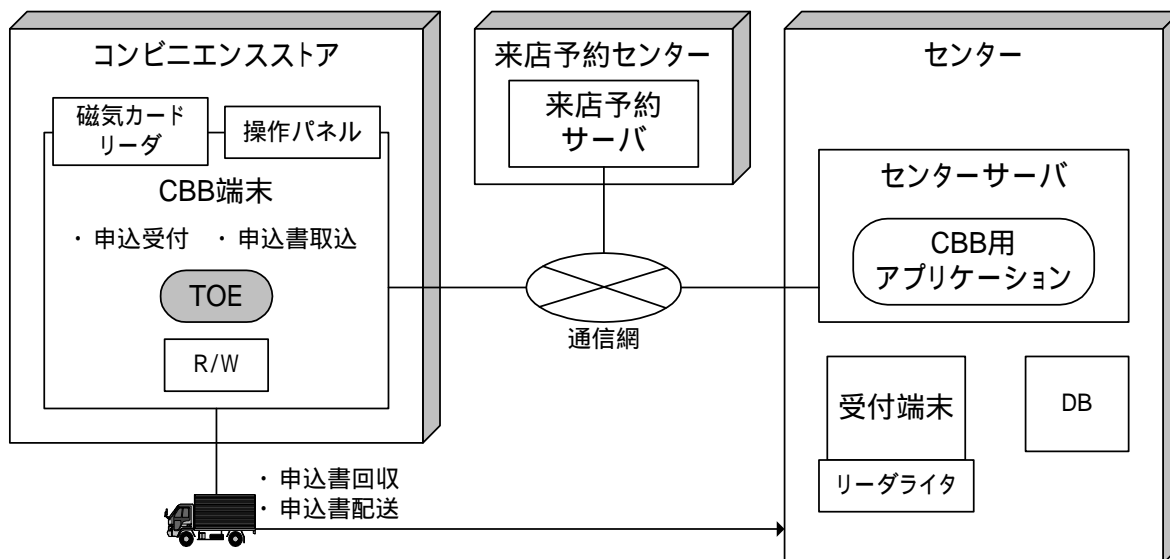 コンビニエンスストア
磁気カード
リーダ
操作パネル
CBB端末
・ 申込受付 ・ 申込書取込
TOE
R/W
・ 申込書回収
・ 申込書配送
来店予約センター
来店予約
サーバ
通信網
センター
センターサーバ
CBB用
アプリケーション
受付端末
リーダライタ
DB